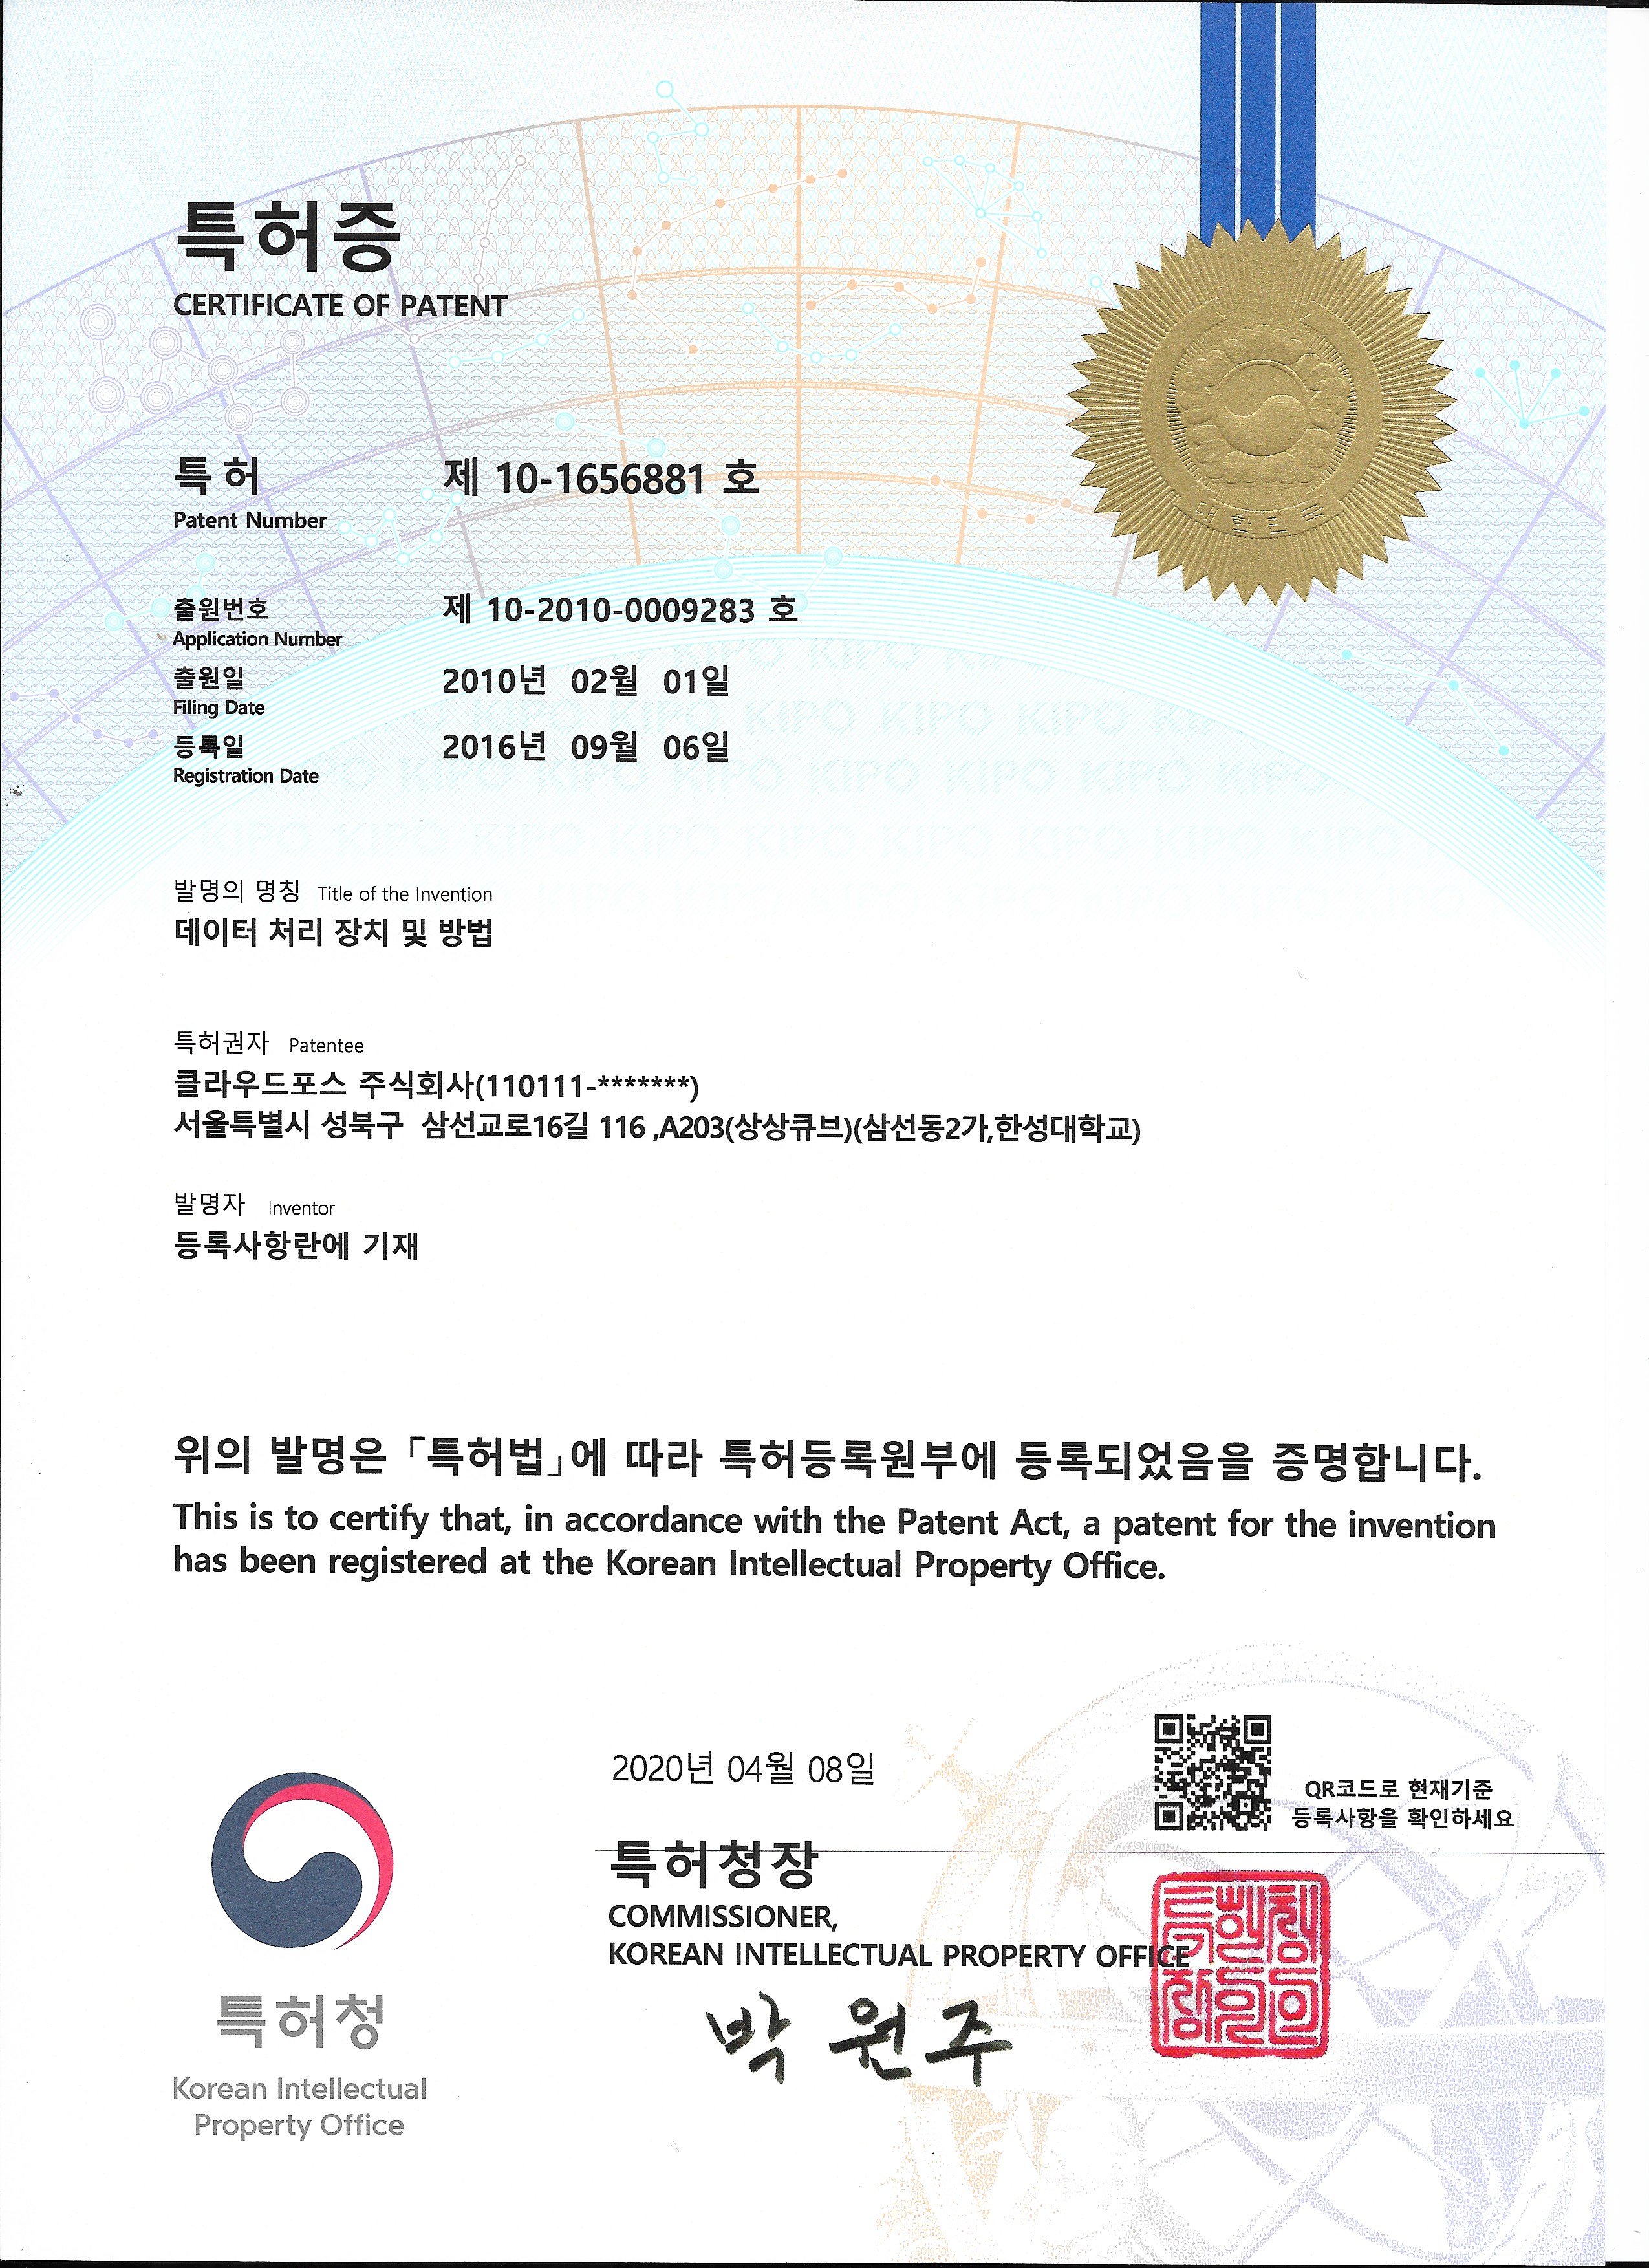 특허증
CERTIFICATE OF PATENT
특허 제 10-1656881 호
Patent Number
출원번호 제 10-2010-0009283 호
Application Number
출원일 2010년 02월 01일
Filing Date
등록일 2016년 09월 06일
Registration Date
대한민국
발명의 명칭 Title of the Invention
데이터 처리 장치 및 방법
특허권자 Patentee
클라우드포스 주식회사(110111-*******)
서울특별시 성북구 삼선교로16길 116 ,A203(상상큐브)(삼선동2가,한성대학교)
발명자 Inventor
등록사항란에 기재
위의 발명은 「특허법」에 따라 특허등록원부에 등록되었음을 증명합니다.
This is to certify that, in accordance with the Patent Act, a patent for the invention
has been registered at the Korean Intellectual Property Office.
2020년 04월 08일
QR코드로 현재기준
등록사항을 확인하세요
특허청장
COMMISSIONER,
KOREAN INTELLECTUAL PROPERTY OFFICE
박원주
특허청
Korean Intellectual
Property Office